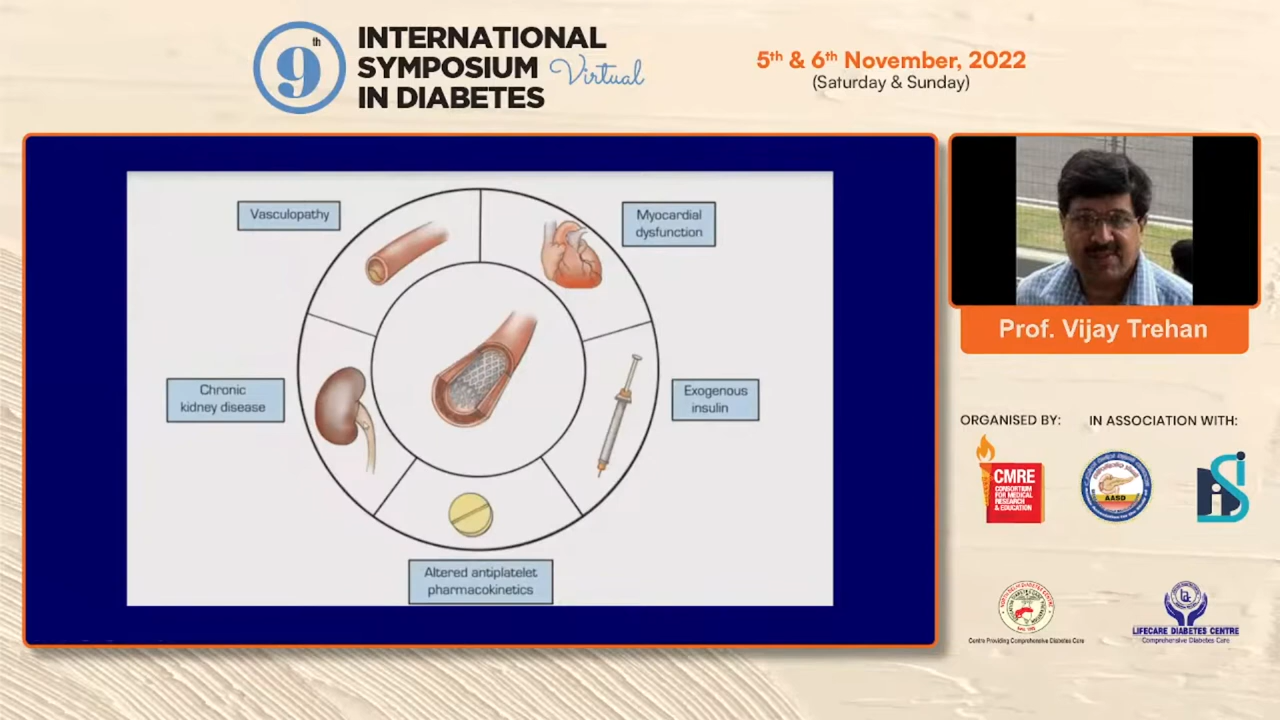 9th
INTERNATIONAL
SYMPOSIUM Virtual
IN DIABETES
5th & 6th November, 2022
(Saturday & Sunday)
Vasculopathy
Myocardial
dysfunction
Chronic
kidney disease
Exogenous
insulin
Altered antiplatelet
pharmacokinetics
Prof. Vijay Trehan
ORGANISED BY:
IN ASSOCIATION WITH:
CMRE
CONSORTIUM
FOR MEDICAL
RESEARCH
& EDUCATION
AASD
iSi
Centre Providing Comprehensive Diabetes Care
LIFECARE DIABETES CENTRE
Comprehensive Diabetes Care